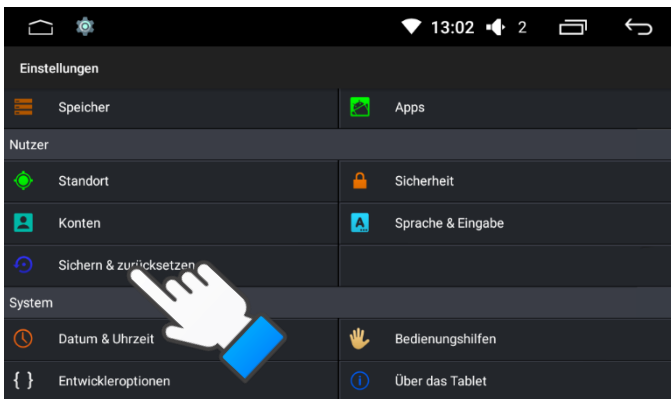 13:02 2
Einstellungen
Speicher Apps
Nutzer
Standort Sicherheit
Konten Sprache & Eingabe
Sichern & zurücksetzen
System
Datum & Uhrzeit Bedienungshilfen
{ } Entwickleroptionen Über das Tablet